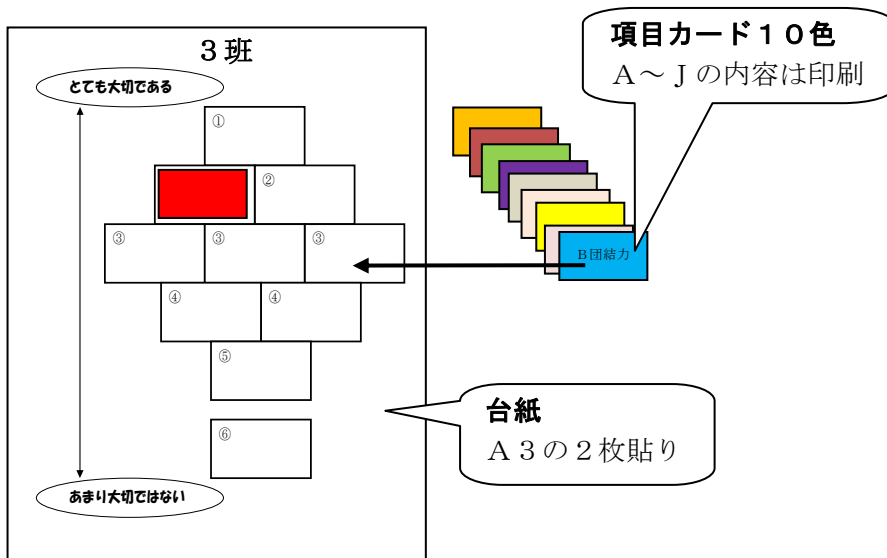 ３班
とても大切である
①
②
③
③
③
④
④
⑤
⑥
あまり大切ではない
項目カード１０色
Ａ～Ｊの内容は印刷
Ｂ団結力
台紙
Ａ３の２枚貼り